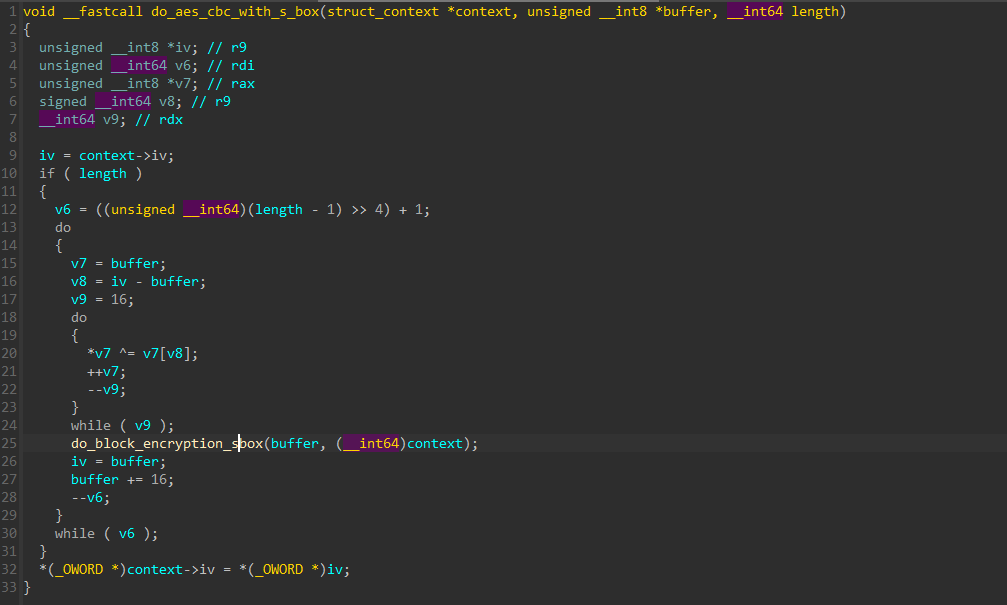 1 void __fastcall do_aes_cbc_with_s_box(struct_context *context, unsigned __int8 *buffer, __int64 length)
2 {
3   unsigned __int8 *iv; // r9
4   unsigned __int64 v6; // rdi
5   unsigned __int8 *v7; // rax
6   signed __int64 v8; // r9
7   __int64 v9; // rdx
8
9   iv = context->iv;
10   if ( length )
11   {
12     v6 = ((unsigned __int64)(length - 1) >> 4) + 1;
13     do
14     {
15       v7 = buffer;
16       v8 = iv - buffer;
17       v9 = 16;
18       do
19       {
20         *v7 ^= v7[v8];
21         ++v7;
22         --v9;
23       }
24       while ( v9 );
25       do_block_encryption_sbox(buffer, (__int64)context);
26       iv = buffer;
27       buffer += 16;
28       --v6;
29     }
30     while ( v6 );
31   }
32   *(_OWORD *)context->iv = *(_OWORD *)iv;
33 }